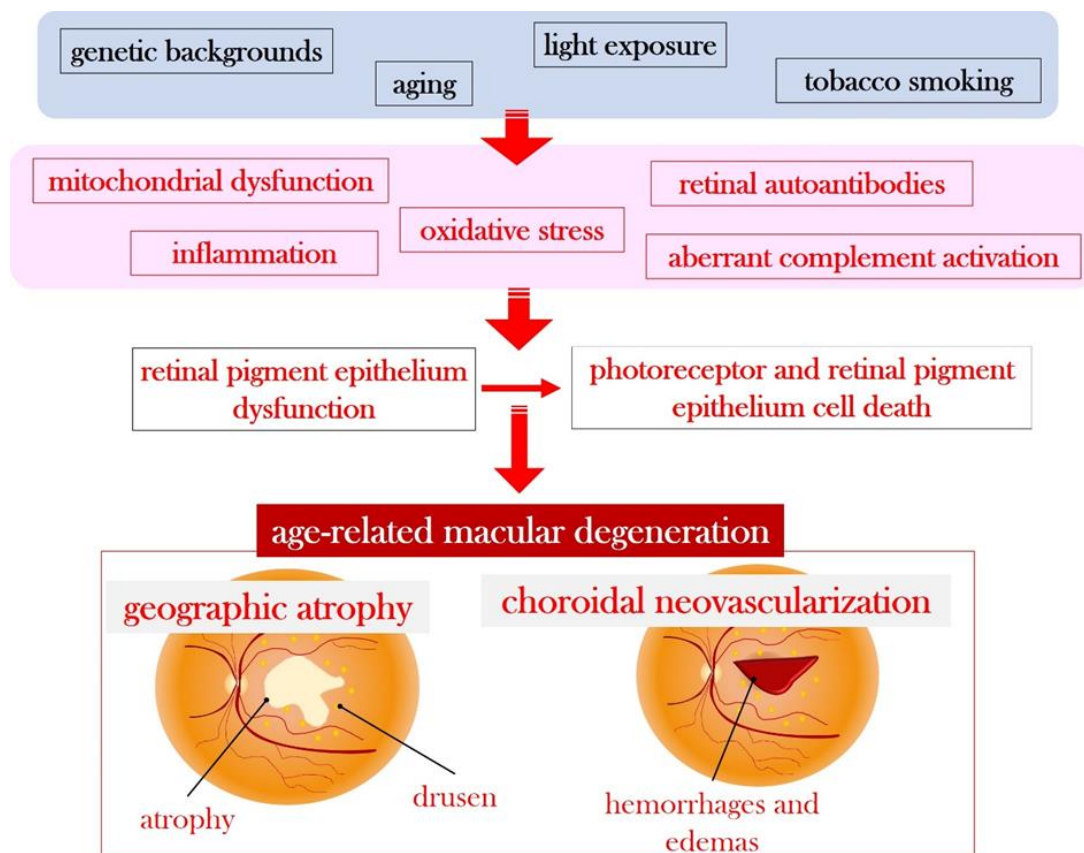 genetic backgrounds
light exposure
aging
tobacco smoking
mitochondrial dysfunction
retinal autoantibodies
oxidative stress
inflammation
aberrant complement activation
retinal pigment epithelium
dysfunction
photoreceptor and retinal pigment
epithelium cell death
age-related macular degeneration
geographic atrophy
choroidal neovascularization
atrophy
drusen
hemorrhages and
edemas